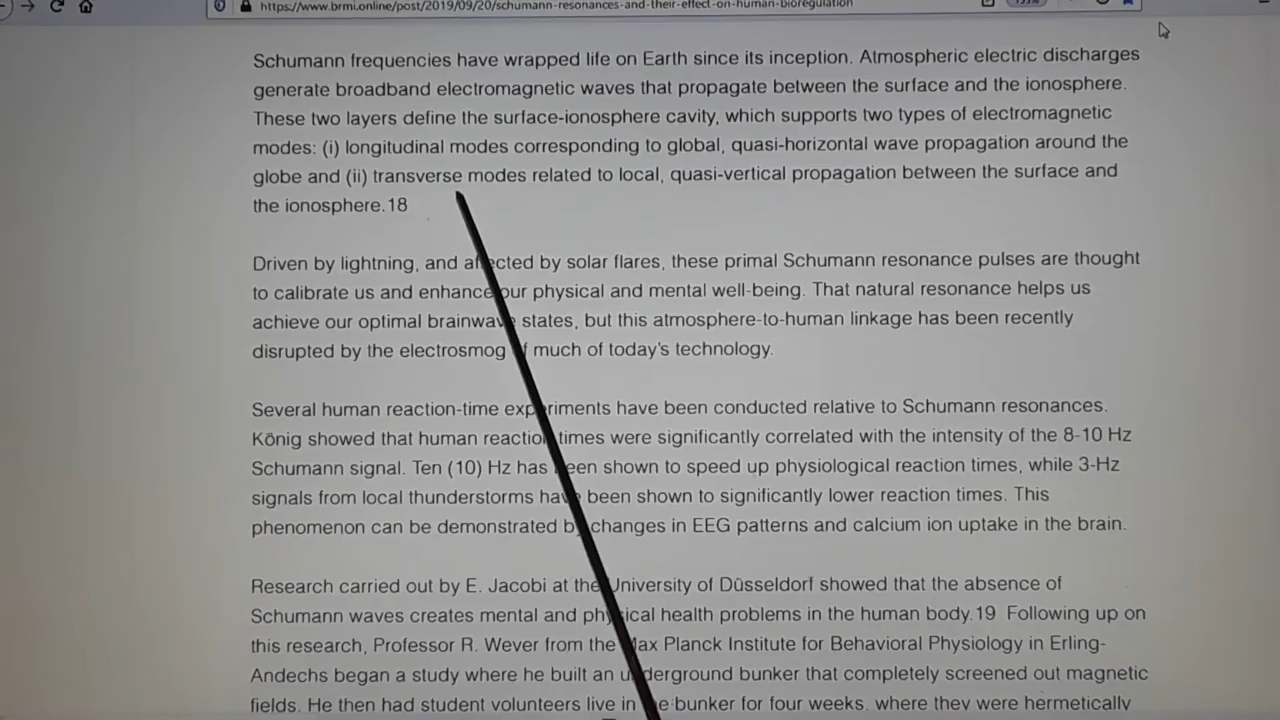 https://www.brmi.online/post/2019/09/20/schumann-resonances-and-their-effect-on-human-bioregulation
Schumann frequencies have wrapped life on Earth since its inception. Atmospheric electric discharges
generate broadband electromagnetic waves that propagate between the surface and the ionosphere.
These two layers define the surface-ionosphere cavity, which supports two types of electromagnetic
modes: (i) longitudinal modes corresponding to global, quasi-horizontal wave propagation around the
globe and (ii) transverse modes related to local, quasi-vertical propagation between the surface and
the ionosphere.18
Driven by lightning, and affected by solar flares, these primal Schumann resonance pulses are thought
to calibrate us and enhance our physical and mental well-being. That natural resonance helps us
achieve our optimal brainwave states, but this atmosphere-to-human linkage has been recently
disrupted by the electrosmog of much of today's technology.
Several human reaction-time experiments have been conducted relative to Schumann resonances.
König showed that human reaction times were significantly correlated with the intensity of the 8-10 Hz
Schumann signal. Ten (10) Hz has been shown to speed up physiological reaction times, while 3-Hz
signals from local thunderstorms have been shown to significantly lower reaction times. This
phenomenon can be demonstrated by changes in EEG patterns and calcium ion uptake in the brain.
Research carried out by E. Jacobi at the University of Düsseldorf showed that the absence of
Schumann waves creates mental and physical health problems in the human body.19 Following up on
this research, Professor R. Wever from the Max Planck Institute for Behavioral Physiology in Erling-
Andechs began a study where he built an underground bunker that completely screened out magnetic
fields. He then had student volunteers live in the bunker for four weeks, where they were hermetically